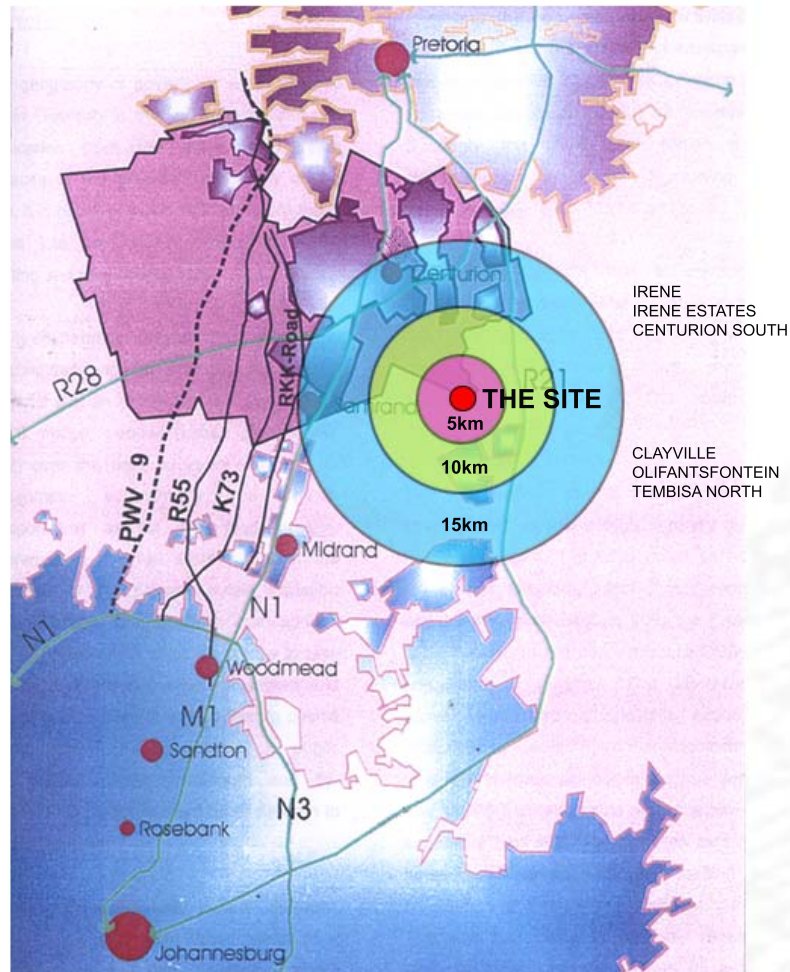 Pretoria
Centurion
IRENE
IRENE ESTATES
CENTURION SOUTH
RKK-Road
R28
R21
THE SITE
5km
CLAYVILLE
OLIFANTSFONTEIN
TEMBISA NORTH
10km
PWV - 9
R55
K73
15km
Midrand
N1
N1
Woodmead
M1
Sandton
N3
Rosebank
Johannesburg